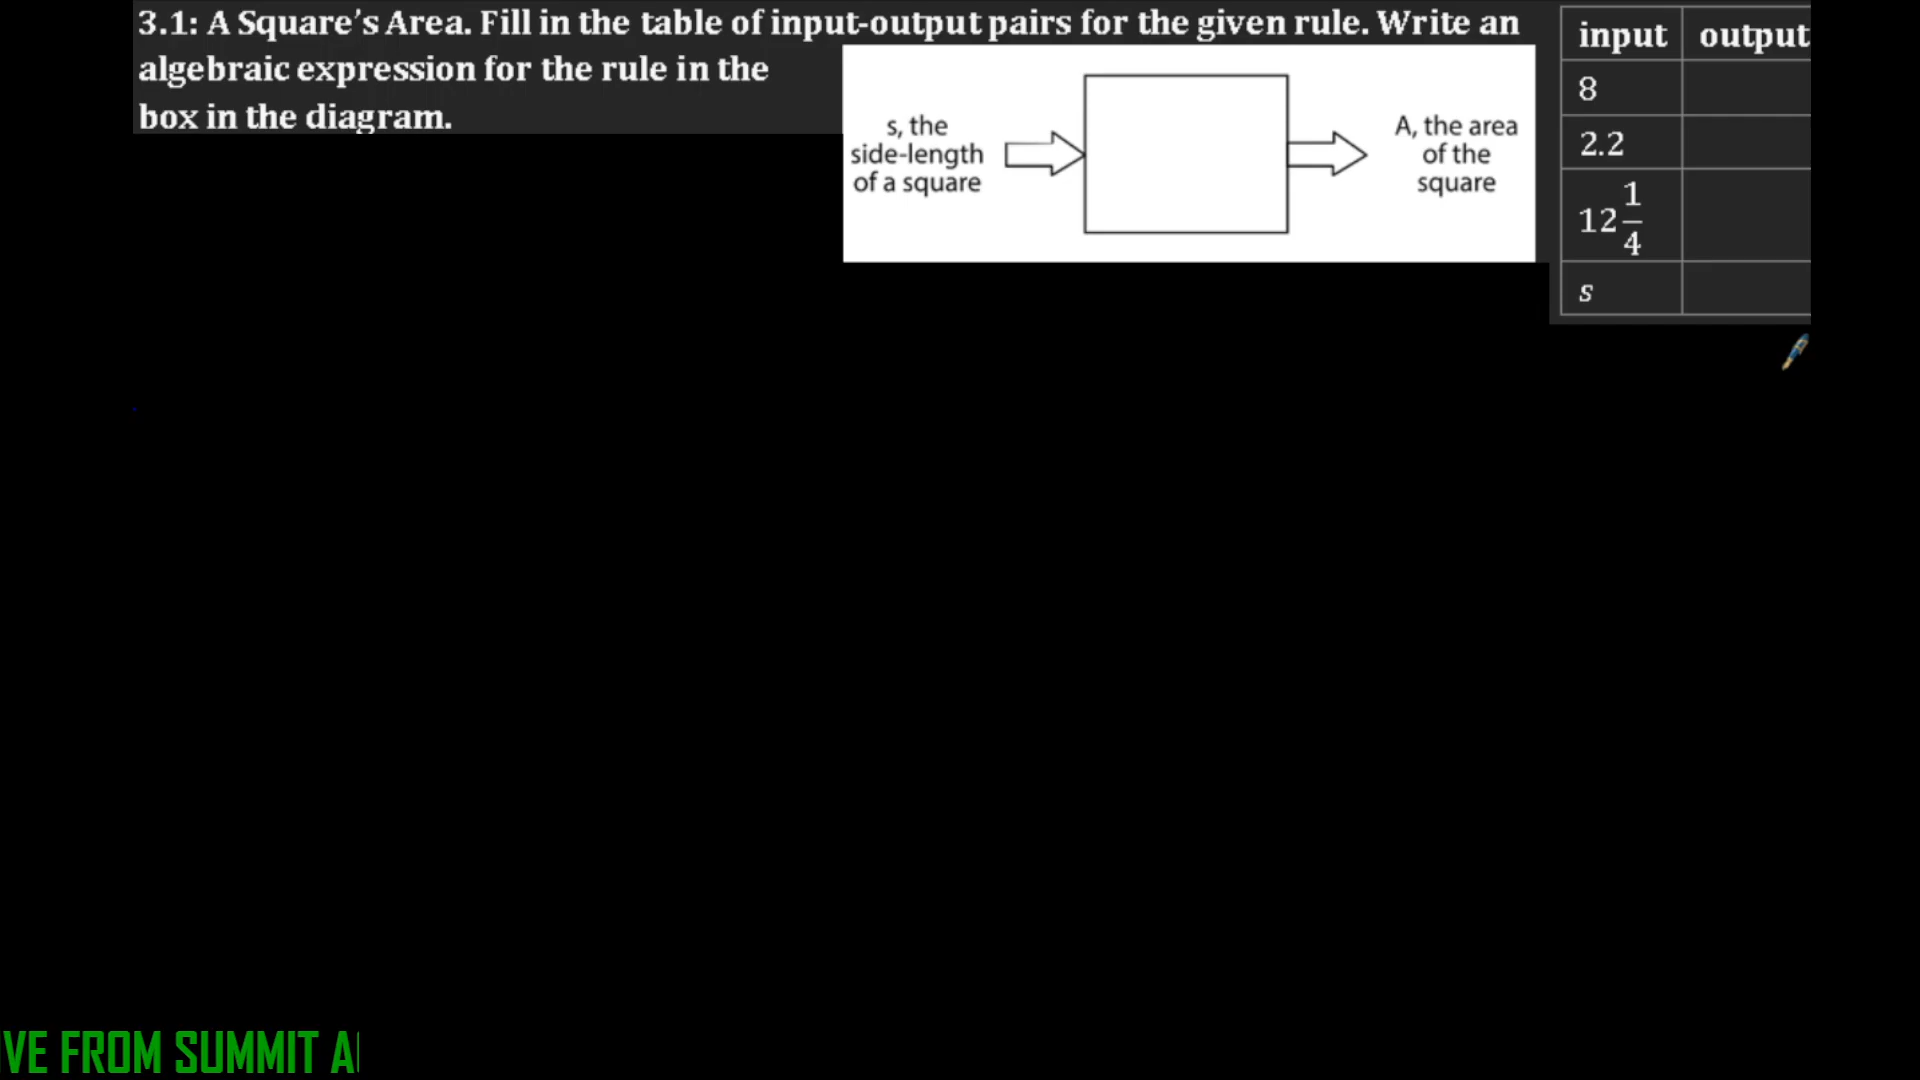 3.1: A Square’s Area. Fill in the table of input-output pairs for the given rule. Write an
algebraic expression for the rule in the
box in the diagram.
s, the
side-length
of a square
A, the area
of the
square
input output
8
2.2
12 1/4
s
VE FROM SUMMIT